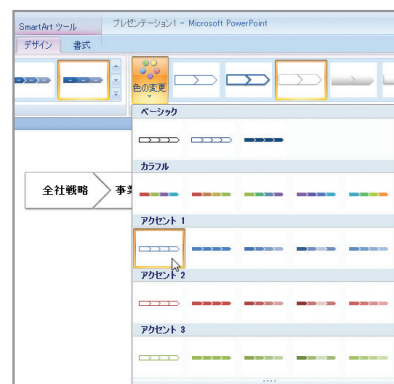 SmartArt ツール プレゼンテーション1 - Microsoft PowerPoint
デザイン 書式
色の変更
ベーシック
カラフル
全社戦略
アクセント 1
アクセント 2
アクセント 3